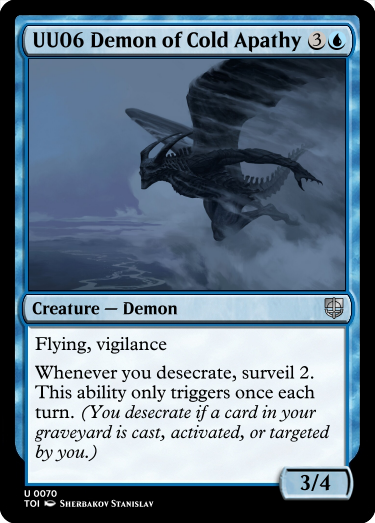 UU06 Demon of Cold Apathy 3
Creature — Demon
Flying, vigilance
Whenever you desecrate, surveil 2.
This ability only triggers once each
turn. (You desecrate if a card in your
graveyard is cast, activated, or targeted
by you.)
3/4
U 0070
TOI SHERBAKOV STANISLAV